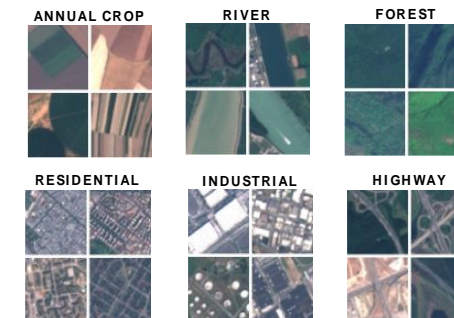 ANNUAL CROP
RIVER
FOREST
RESIDENTIAL
INDUSTRIAL
HIGHWAY